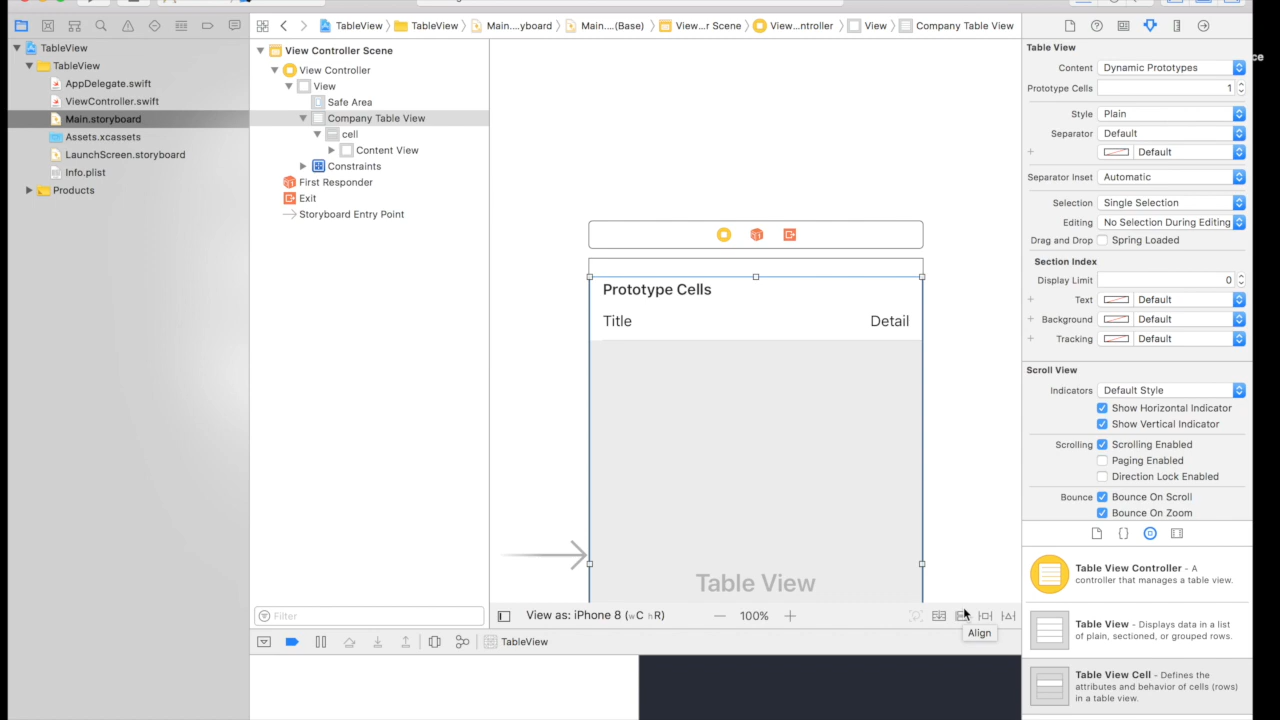 TableView
TableView
Main....yboard
Main....(Base)
View...r Scene
View...ntroller
View
Company Table View
TableView
TableView
AppDelegate.swift
ViewController.swift
Main.storyboard
Assets.xcassets
LaunchScreen.storyboard
Info.plist
Products
View Controller Scene
View Controller
View
Safe Area
Company Table View
cell
Content View
Constraints
First Responder
Exit
Storyboard Entry Point
Filter
Prototype Cells
Title Detail
Table View
View as: iPhone 8 (wC hR)
100%
Align
TableView
Table View
Content Dynamic Prototypes
Prototype Cells 1
Style Plain
Separator Default
Default
Separator Inset Automatic
Selection Single Selection
Editing No Selection During Editing
Drag and Drop Spring Loaded
Section Index
Display Limit 0
Text Default
Background Default
Tracking Default
Scroll View
Indicators Default Style
Show Horizontal Indicator
Show Vertical Indicator
Scrolling Scrolling Enabled
Paging Enabled
Direction Lock Enabled
Bounce Bounce On Scroll
Bounce On Zoom
Table View Controller - A
controller that manages a table view.
Table View - Displays data in a list
of plain, sectioned, or grouped rows.
Table View Cell - Defines the
attributes and behavior of cells (rows)
in a table view.